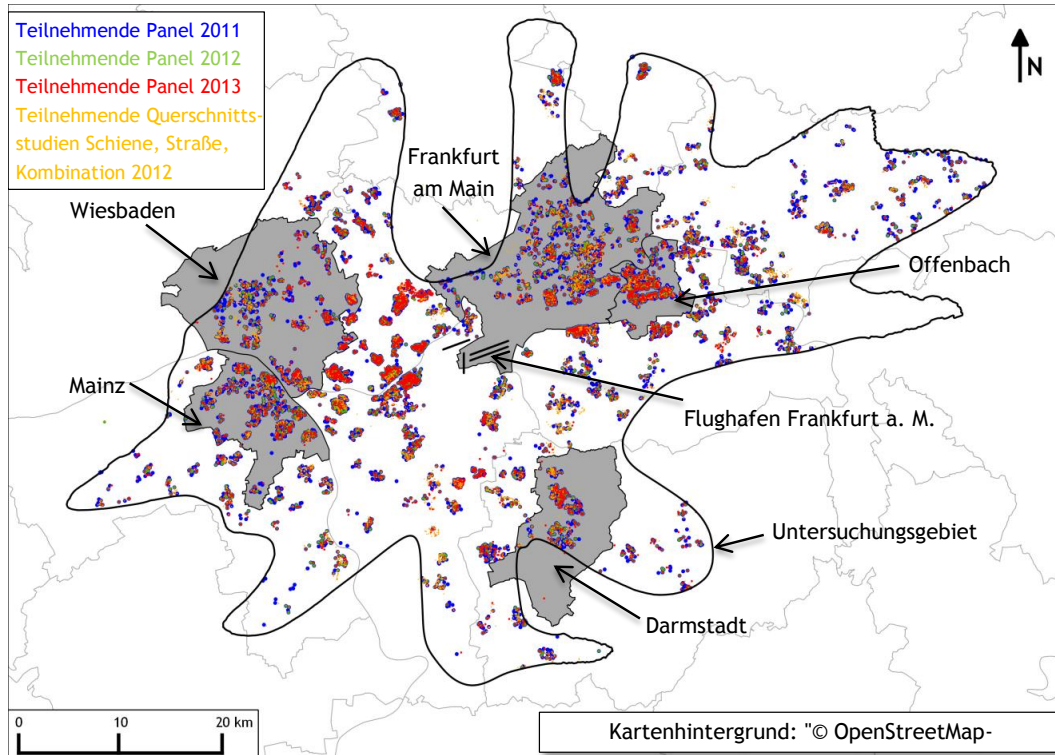 Teilnehmende Panel 2011
Teilnehmende Panel 2012
Teilnehmende Panel 2013
Teilnehmende Querschnitts-
studien Schiene, Straße,
Kombination 2012
N
Frankfurt
am Main
Wiesbaden
Offenbach
Mainz
Flughafen Frankfurt a. M.
Untersuchungsgebiet
Darmstadt
0 10 20 km
Kartenhintergrund: "© OpenStreetMap-